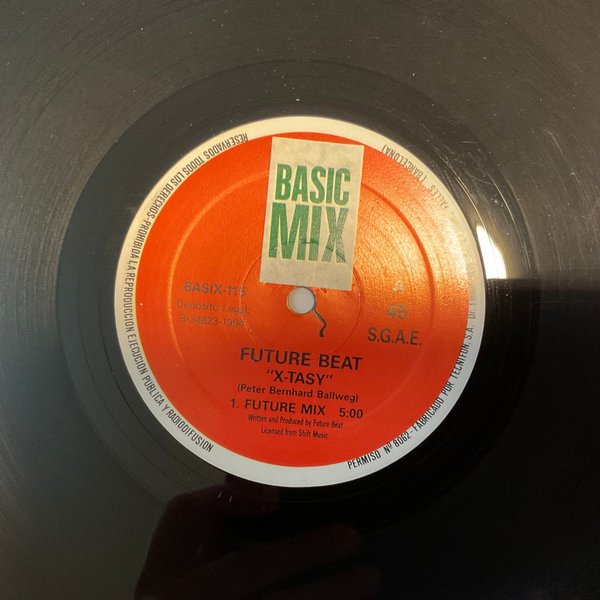 BASIC
MIX
BASIX-115
Deposito Legal:
B-34823-1994
A
45
S.G.A.E.
FUTURE BEAT
"X-TASY"
(Peter Bernhard Ballweg)
1. FUTURE MIX 5:00
Written and Produced by Future Beat
Licensed from Shift Music
RESERVADOS TODOS LOS DERECHOS-PROHIBIDA LA REPRODUCCION EJECUCION PUBLICA Y RADIODIFUSION
PERMISO Nº 8062 - FABRICADO POR TECNIFON, S.A. (BARCELONA)